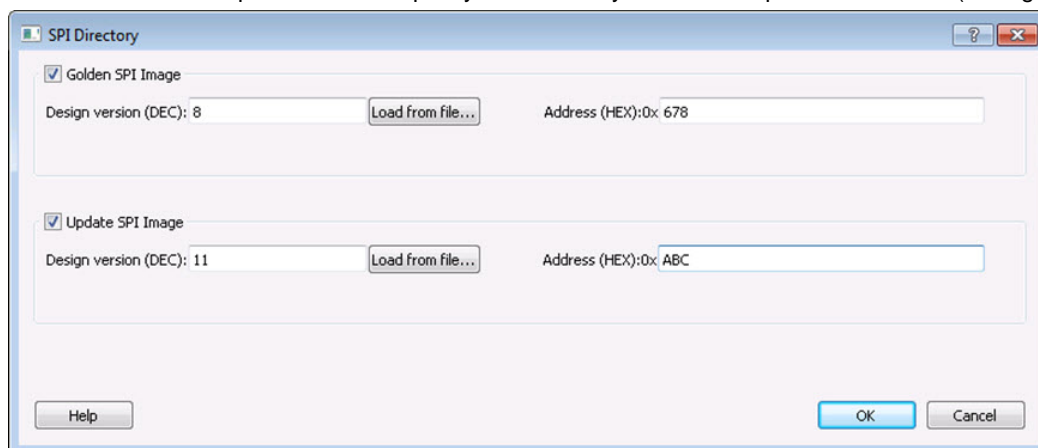 SPI Directory
Golden SPI Image
Design version (DEC): 8 Load from file... Address (HEX):0x 678
Update SPI Image
Design version (DEC): 11 Load from file... Address (HEX):0x ABC
Help OK Cancel